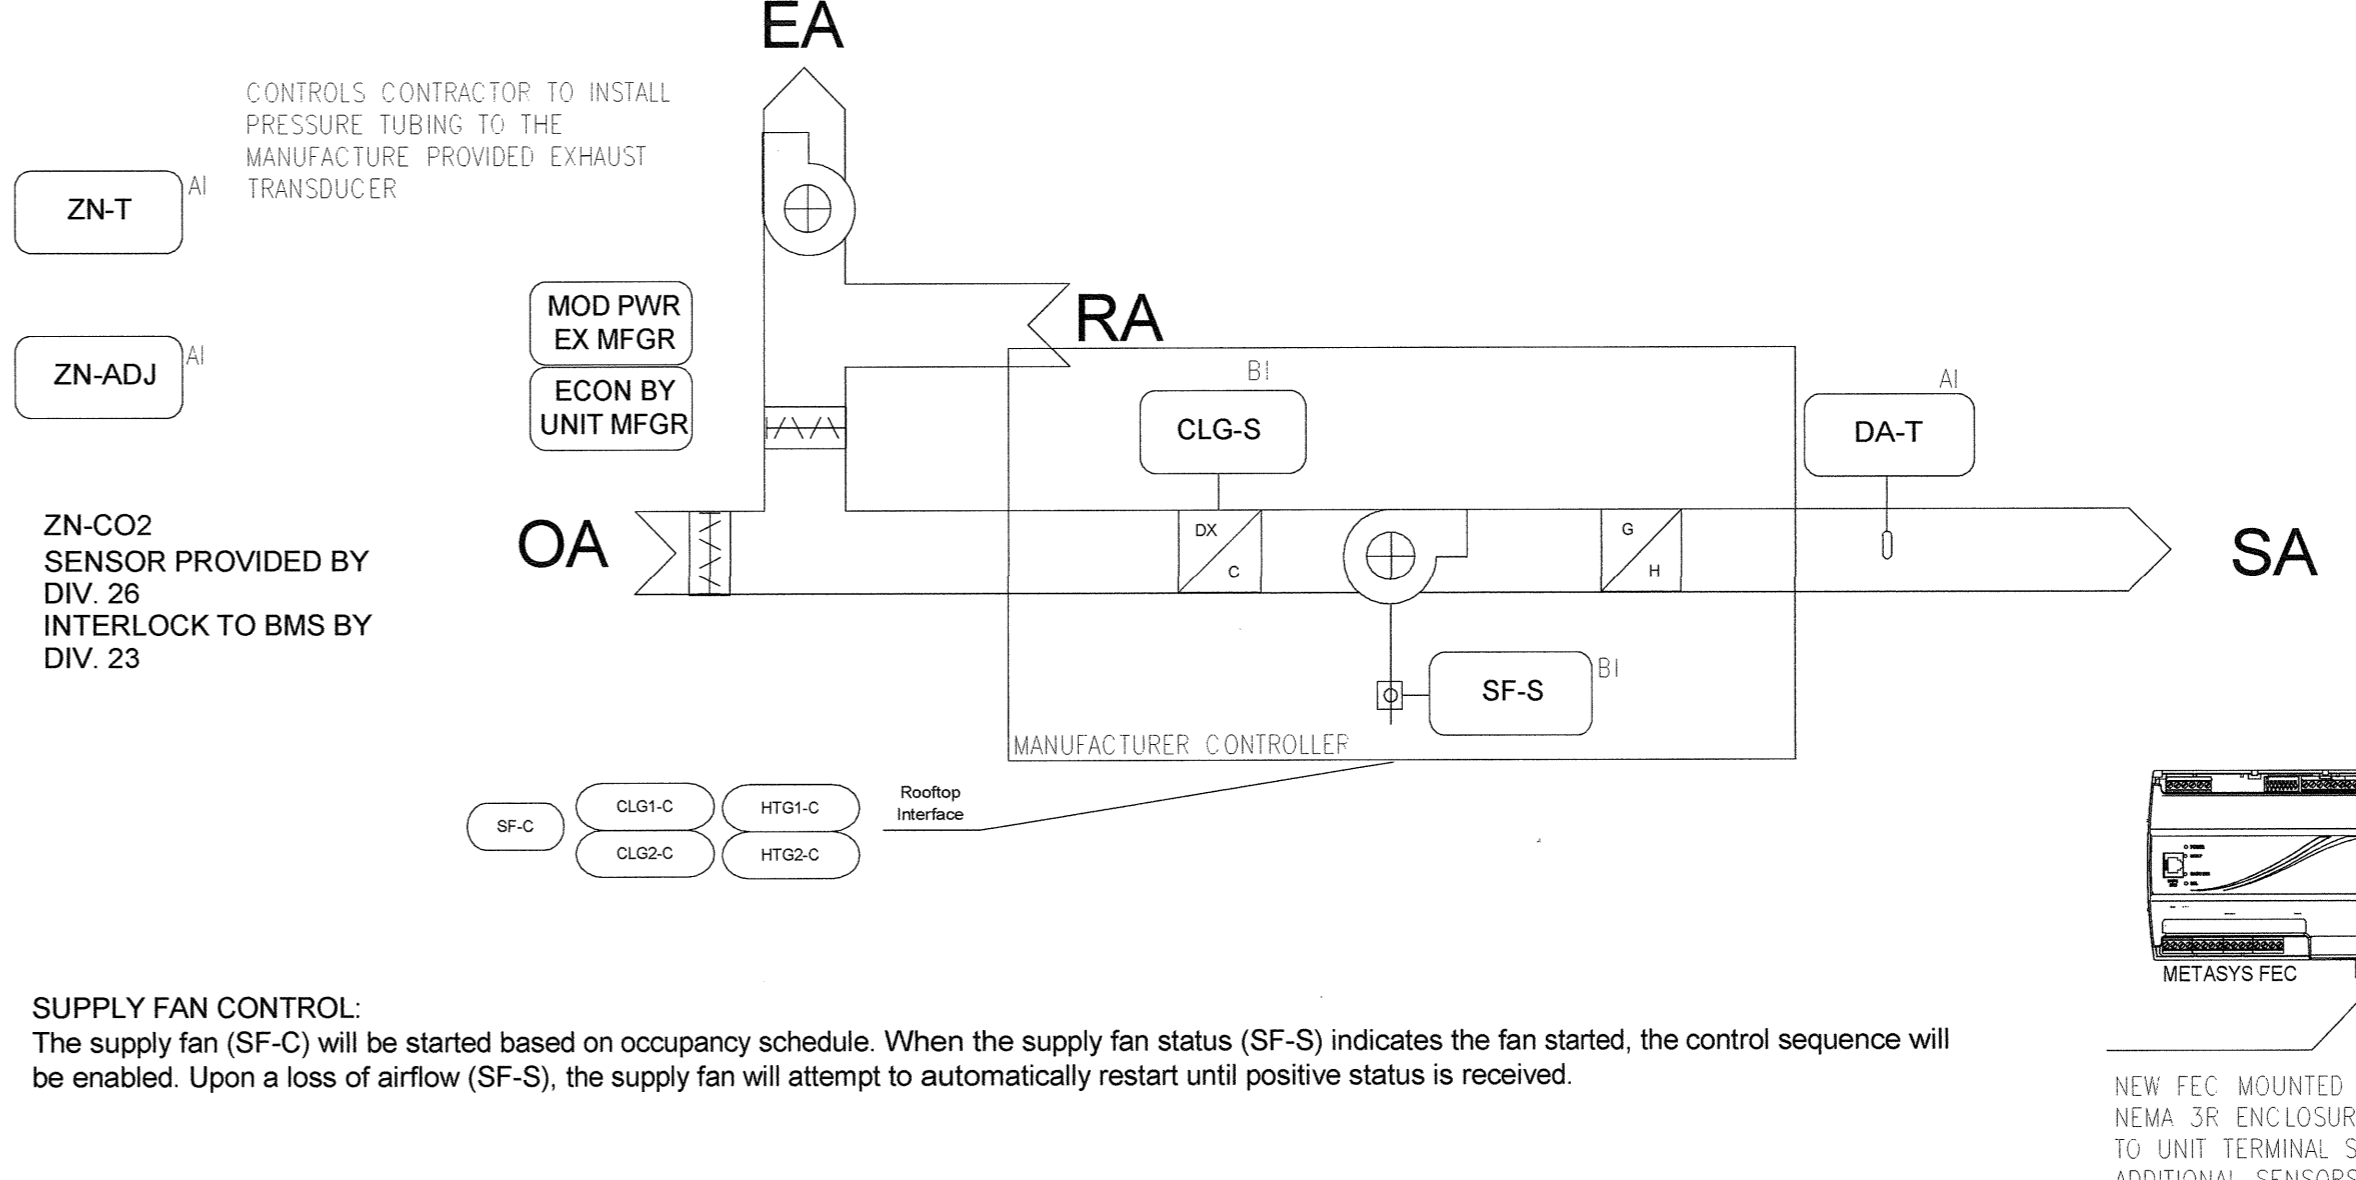 EA
CONTROLS CONTRACTOR TO INSTALL
PRESSURE TUBING TO THE
MANUFACTURE PROVIDED EXHAUST
TRANSDUCER
ZN-T
AI
ZN-ADJ
AI
MOD PWR
EX MFGR
ECON BY
UNIT MFGR
RA
BI
CLG-S
AI
DA-T
ZN-CO2
SENSOR PROVIDED BY
DIV. 26
INTERLOCK TO BMS BY
DIV. 23
OA
DX
C
G
H
SA
SF-S
BI
MANUFACTURER CONTROLLER
SF-C
CLG1-C
CLG2-C
HTG1-C
HTG2-C
Rooftop
Interface
METASYS FEC
SUPPLY FAN CONTROL:
The supply fan (SF-C) will be started based on occupancy schedule. When the supply fan status (SF-S) indicates the fan started, the control sequence will
be enabled. Upon a loss of airflow (SF-S), the supply fan will attempt to automatically restart until positive status is received.
NEW FEC MOUNTED
NEMA 3R ENCLOSUR
TO UNIT TERMINAL S
ADDITIONAL SENSORS